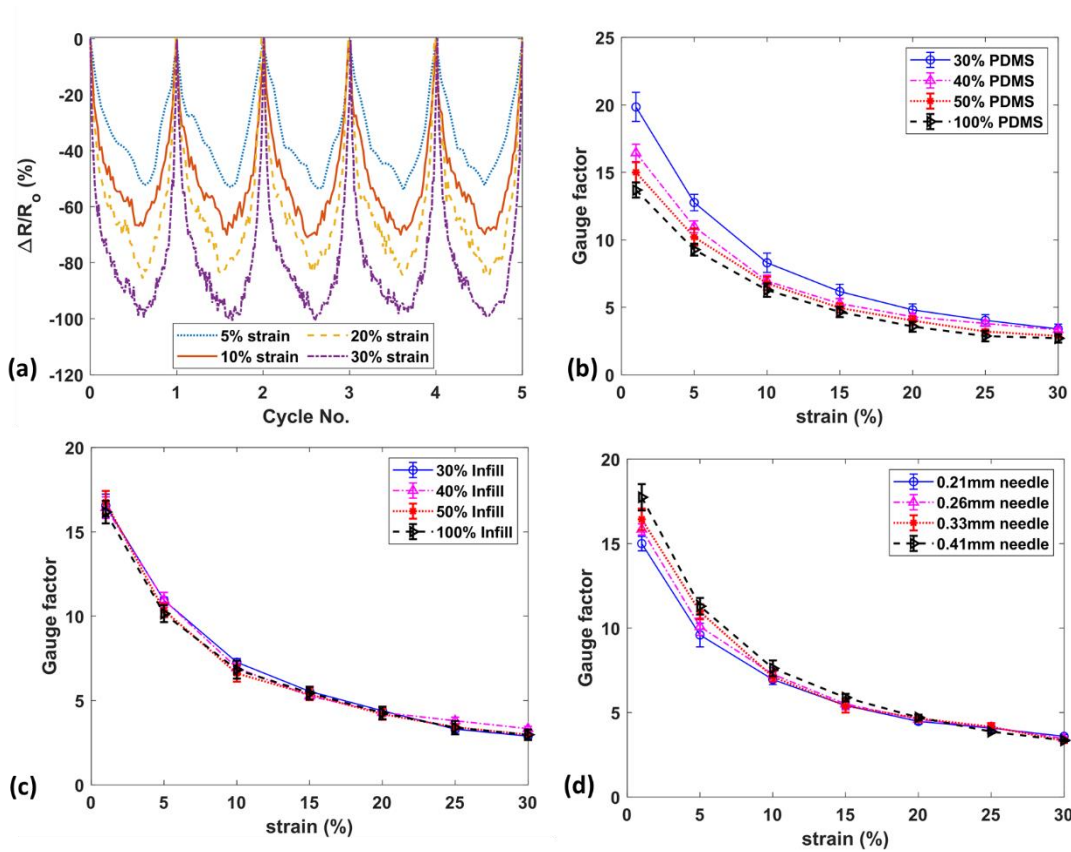 0
-20
-40
-60
-80
-100
-120
ΔR/Ro (%)
5% strain
20% strain
10% strain
30% strain
0
1
2
3
4
5
Cycle No.
(a)
25
20
15
10
5
0
Gauge factor
30% PDMS
40% PDMS
50% PDMS
100% PDMS
0
5
10
15
20
25
30
strain (%)
(b)
20
15
10
5
0
Gauge factor
30% Infill
40% Infill
50% Infill
100% Infill
0
5
10
15
20
25
30
strain (%)
(c)
20
15
10
5
0
Gauge factor
0.21mm needle
0.26mm needle
0.33mm needle
0.41mm needle
0
5
10
15
20
25
30
strain (%)
(d)